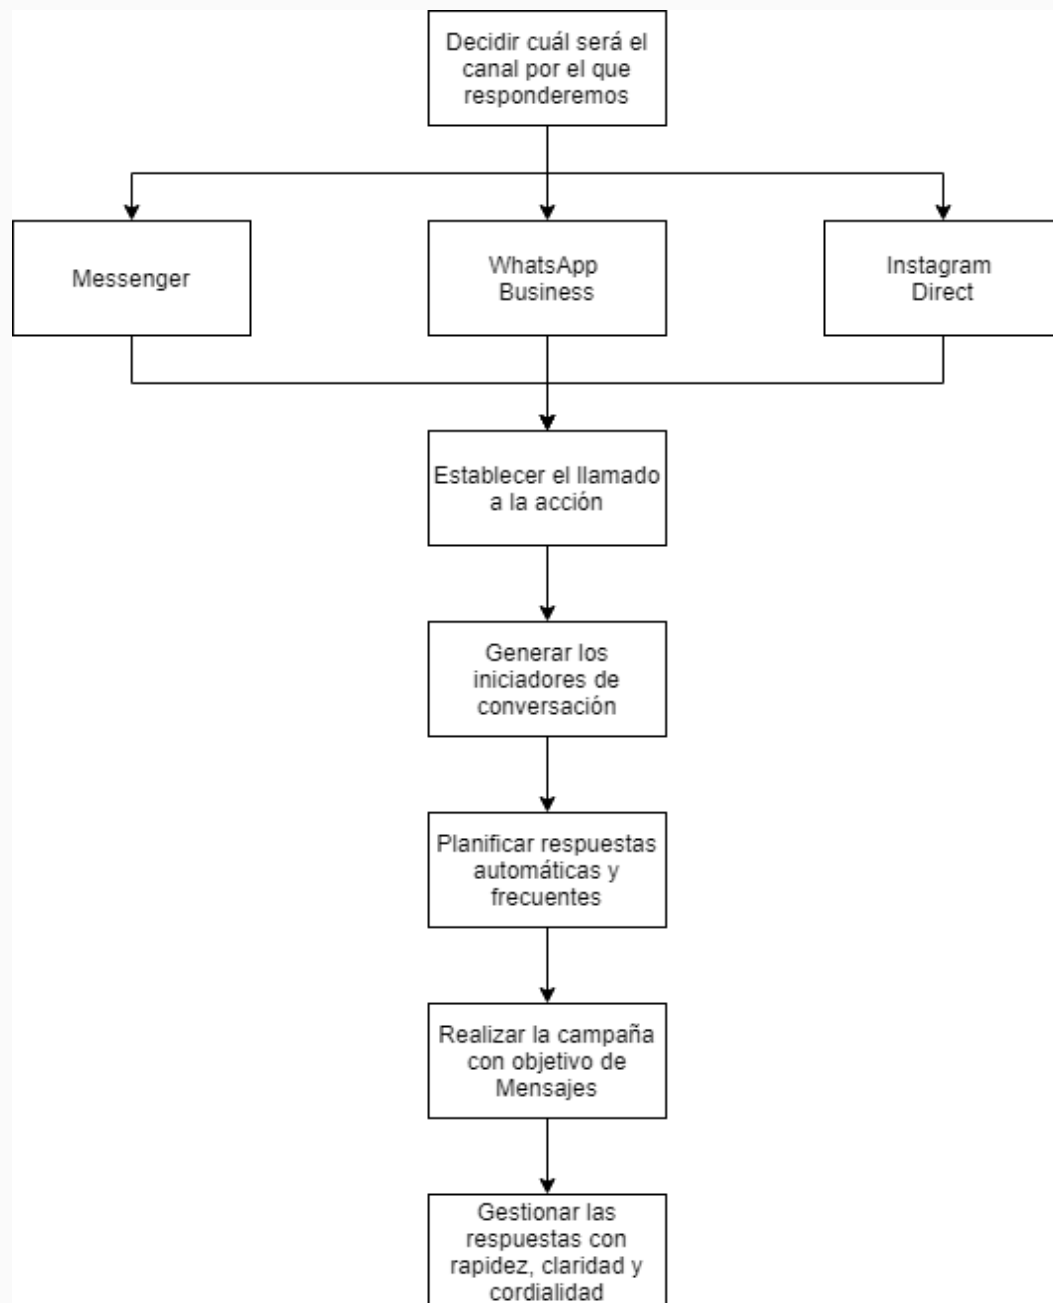 Decidir cuál será el
canal por el que
responderemos
Messenger
WhatsApp
Business
Instagram
Direct
Establecer el llamado
a la acción
Generar los
iniciadores de
conversación
Planificar respuestas
automáticas y
frecuentes
Realizar la campaña
con objetivo de
Mensajes
Gestionar las
respuestas con
rapidez, claridad y
cordialidad